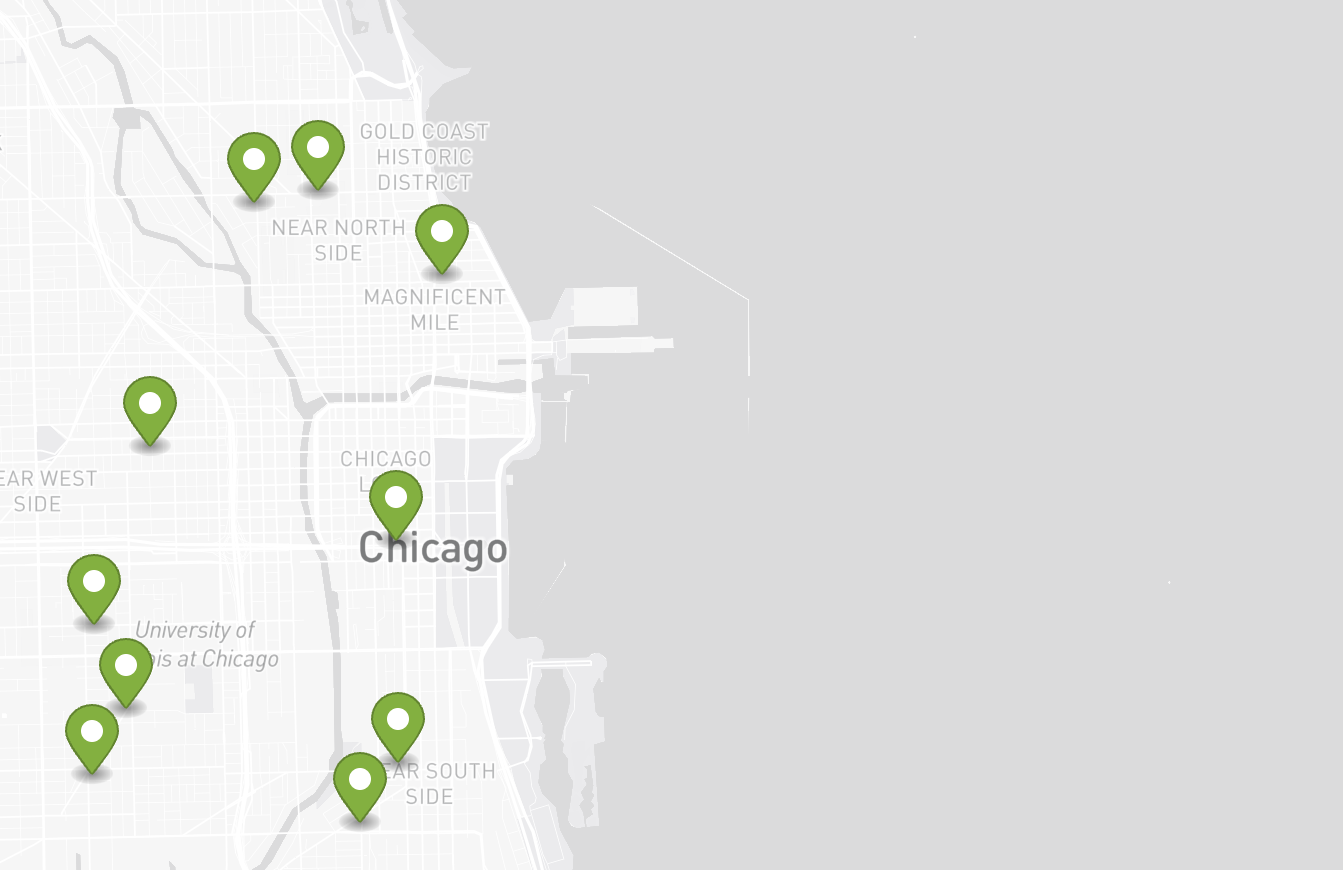 GOLD COAST
HISTORIC
DISTRICT
NEAR NORTH
SIDE
MAGNIFICENT
MILE
CHICAGO
EAR WEST
SIDE
Chicago
University of
is at Chicago
EAR SOUTH
SIDE